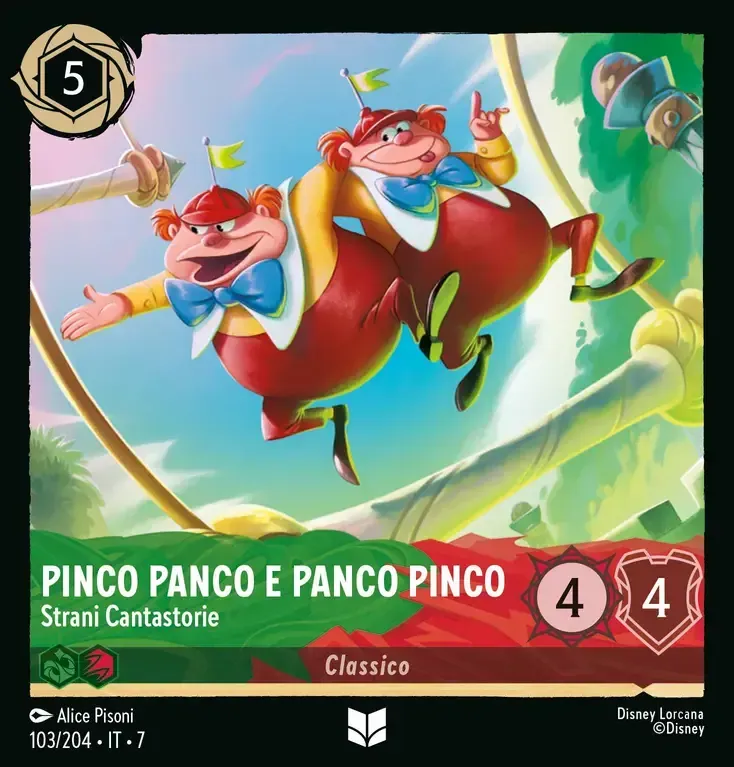 5
PINCO PANCO E PANCO PINCO
Strani Cantastorie
4
4
Classico
Alice Pisoni
103/204 • IT • 7
Disney Lorcana
©Disney